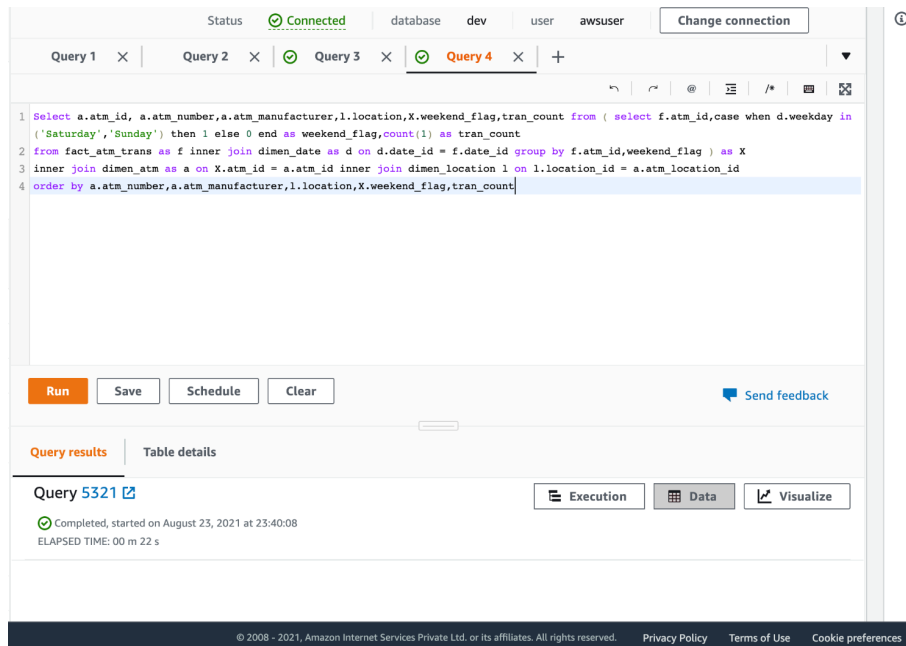 Status Connected database dev user awsuser Change connection
Query 1 Query 2 Query 3 Query 4
@ /*
1 Select a.atm_id, a.atm_number,a.atm_manufacturer,l.location,X.weekend_flag,tran_count from ( select f.atm_id,case when d.weekday in
('Saturday','Sunday') then 1 else 0 end as weekend_flag,count(1) as tran_count
2 from fact_atm_trans as f inner join dimen_date as d on d.date_id = f.date_id group by f.atm_id,weekend_flag ) as X
3 inner join dimen_atm as a on X.atm_id = a.atm_id inner join dimen_location l on l.location_id = a.atm_location_id
4 order by a.atm_number,a.atm_manufacturer,l.location,X.weekend_flag,tran_count
Run Save Schedule Clear
Send feedback
Query results Table details
Query 5321 Execution Data Visualize
Completed, started on August 23, 2021 at 23:40:08
ELAPSED TIME: 00 m 22 s
© 2008 - 2021, Amazon Internet Services Private Ltd. or its affiliates. All rights reserved. Privacy Policy Terms of Use Cookie preferences